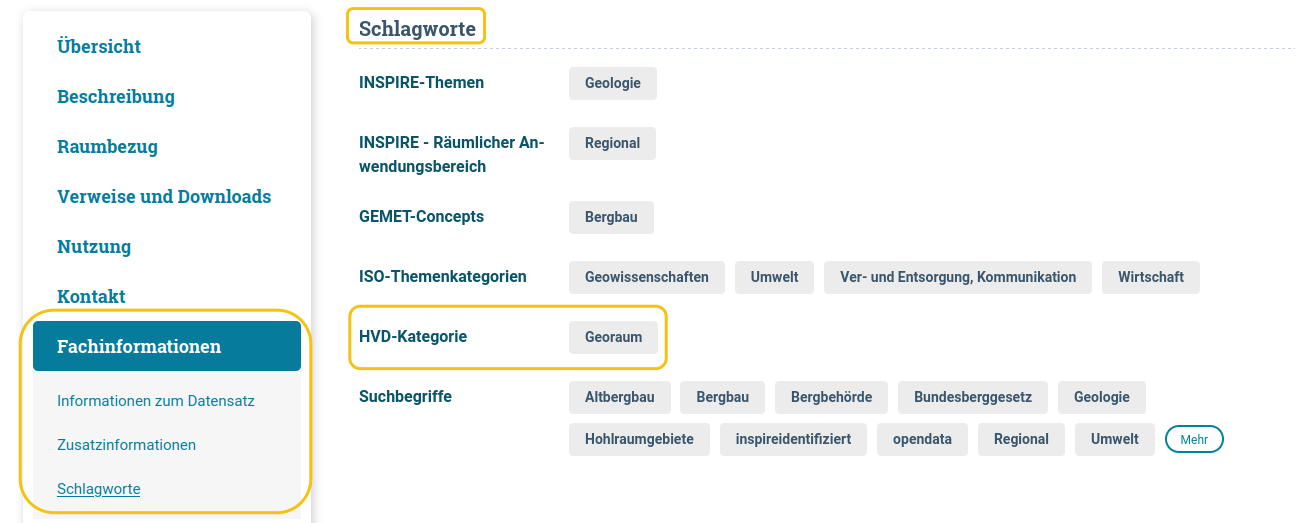 Übersicht
Beschreibung
Raumbezug
Verweise und Downloads
Nutzung
Kontakt
Fachinformationen
Informationen zum Datensatz
Zusatzinformationen
Schlagworte
Schlagworte
INSPIRE-Themen Geologie
INSPIRE - Räumlicher An- Regional
wendungsbereich
GEMET-Concepts Bergbau
ISO-Themenkategorien Geowissenschaften Umwelt Ver- und Entsorgung, Kommunikation Wirtschaft
HVD-Kategorie Georaum
Suchbegriffe Altbergbau Bergbau Bergbehörde Bundesberggesetz Geologie
Hohlraumgebiete inspireidentifiziert opendata Regional Umwelt Mehr